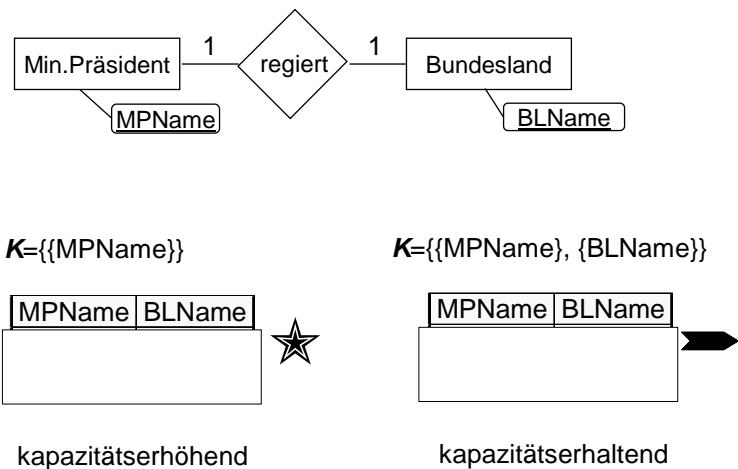 1 1
Min.Präsident regiert Bundesland
MPName BLName
K={{MPName}} K={{MPName}, {BLName}}
MPName BLName MPName BLName
kapazitätserhöhend kapazitätserhaltend